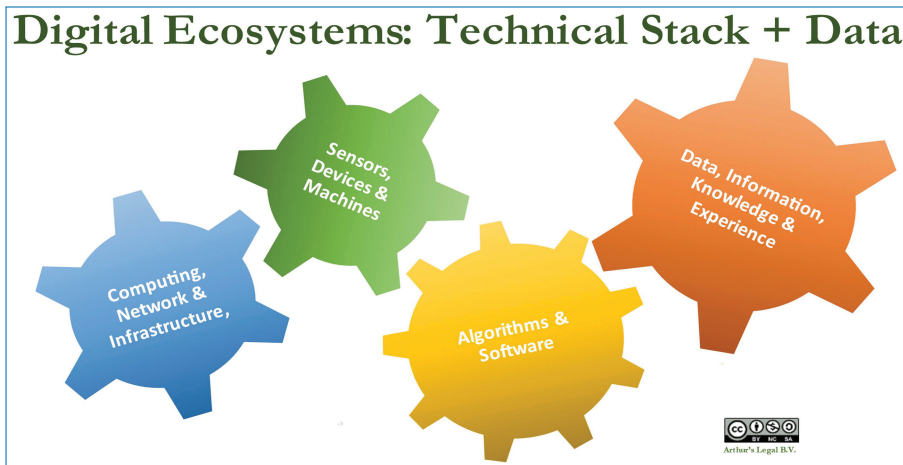 Digital Ecosystems: Technical Stack + Data
Sensors,
Devices &
Machines
Data, Information,
Knowledge &
Experience
Computing,
Network &
Infrastructure,
Algorithms &
Software
cc
BY NC SA
Arthur's Legal B.V.